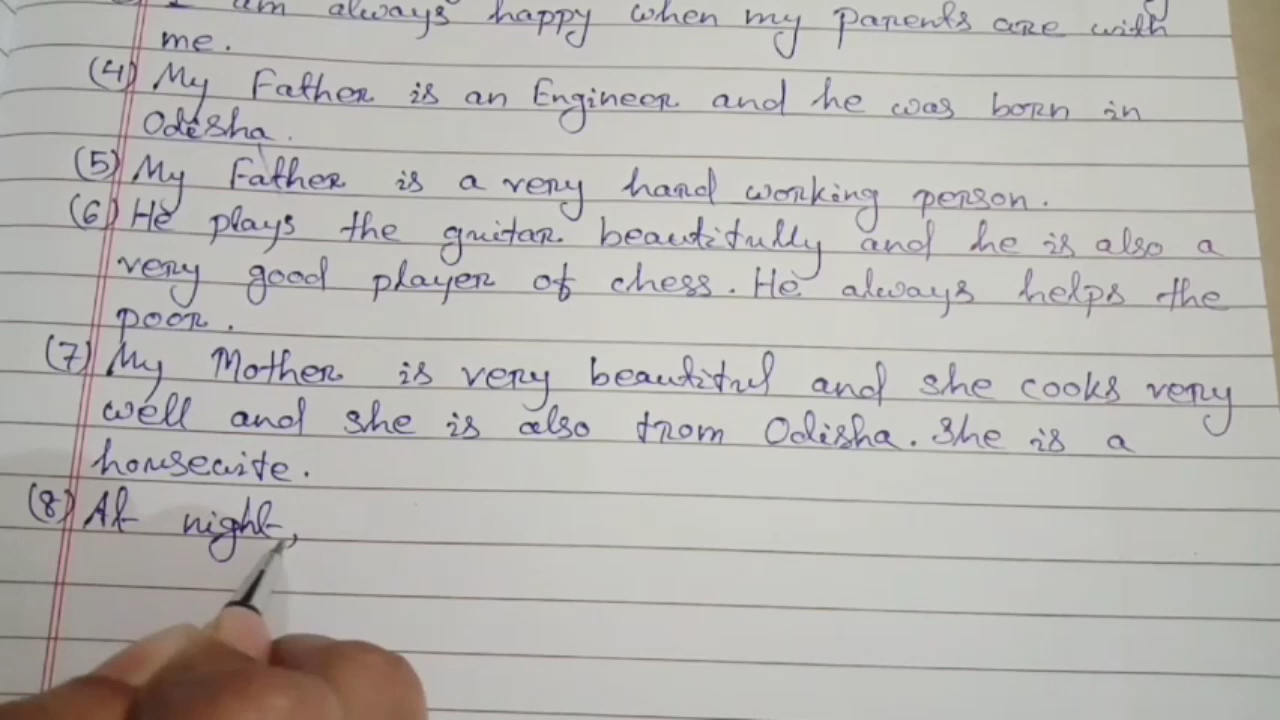 I am always happy when my parents are with
me.
(4) My Father is an Engineer and he was born in
Odisha.
(5) My Father is a very hard working person.
(6) He plays the guitar beautifully and he is also a
very good player of chess. He always helps the
poor.
(7) My Mother is very beautiful and she cooks very
well and she is also from Odisha. She is a
housewife.
(8) At night,